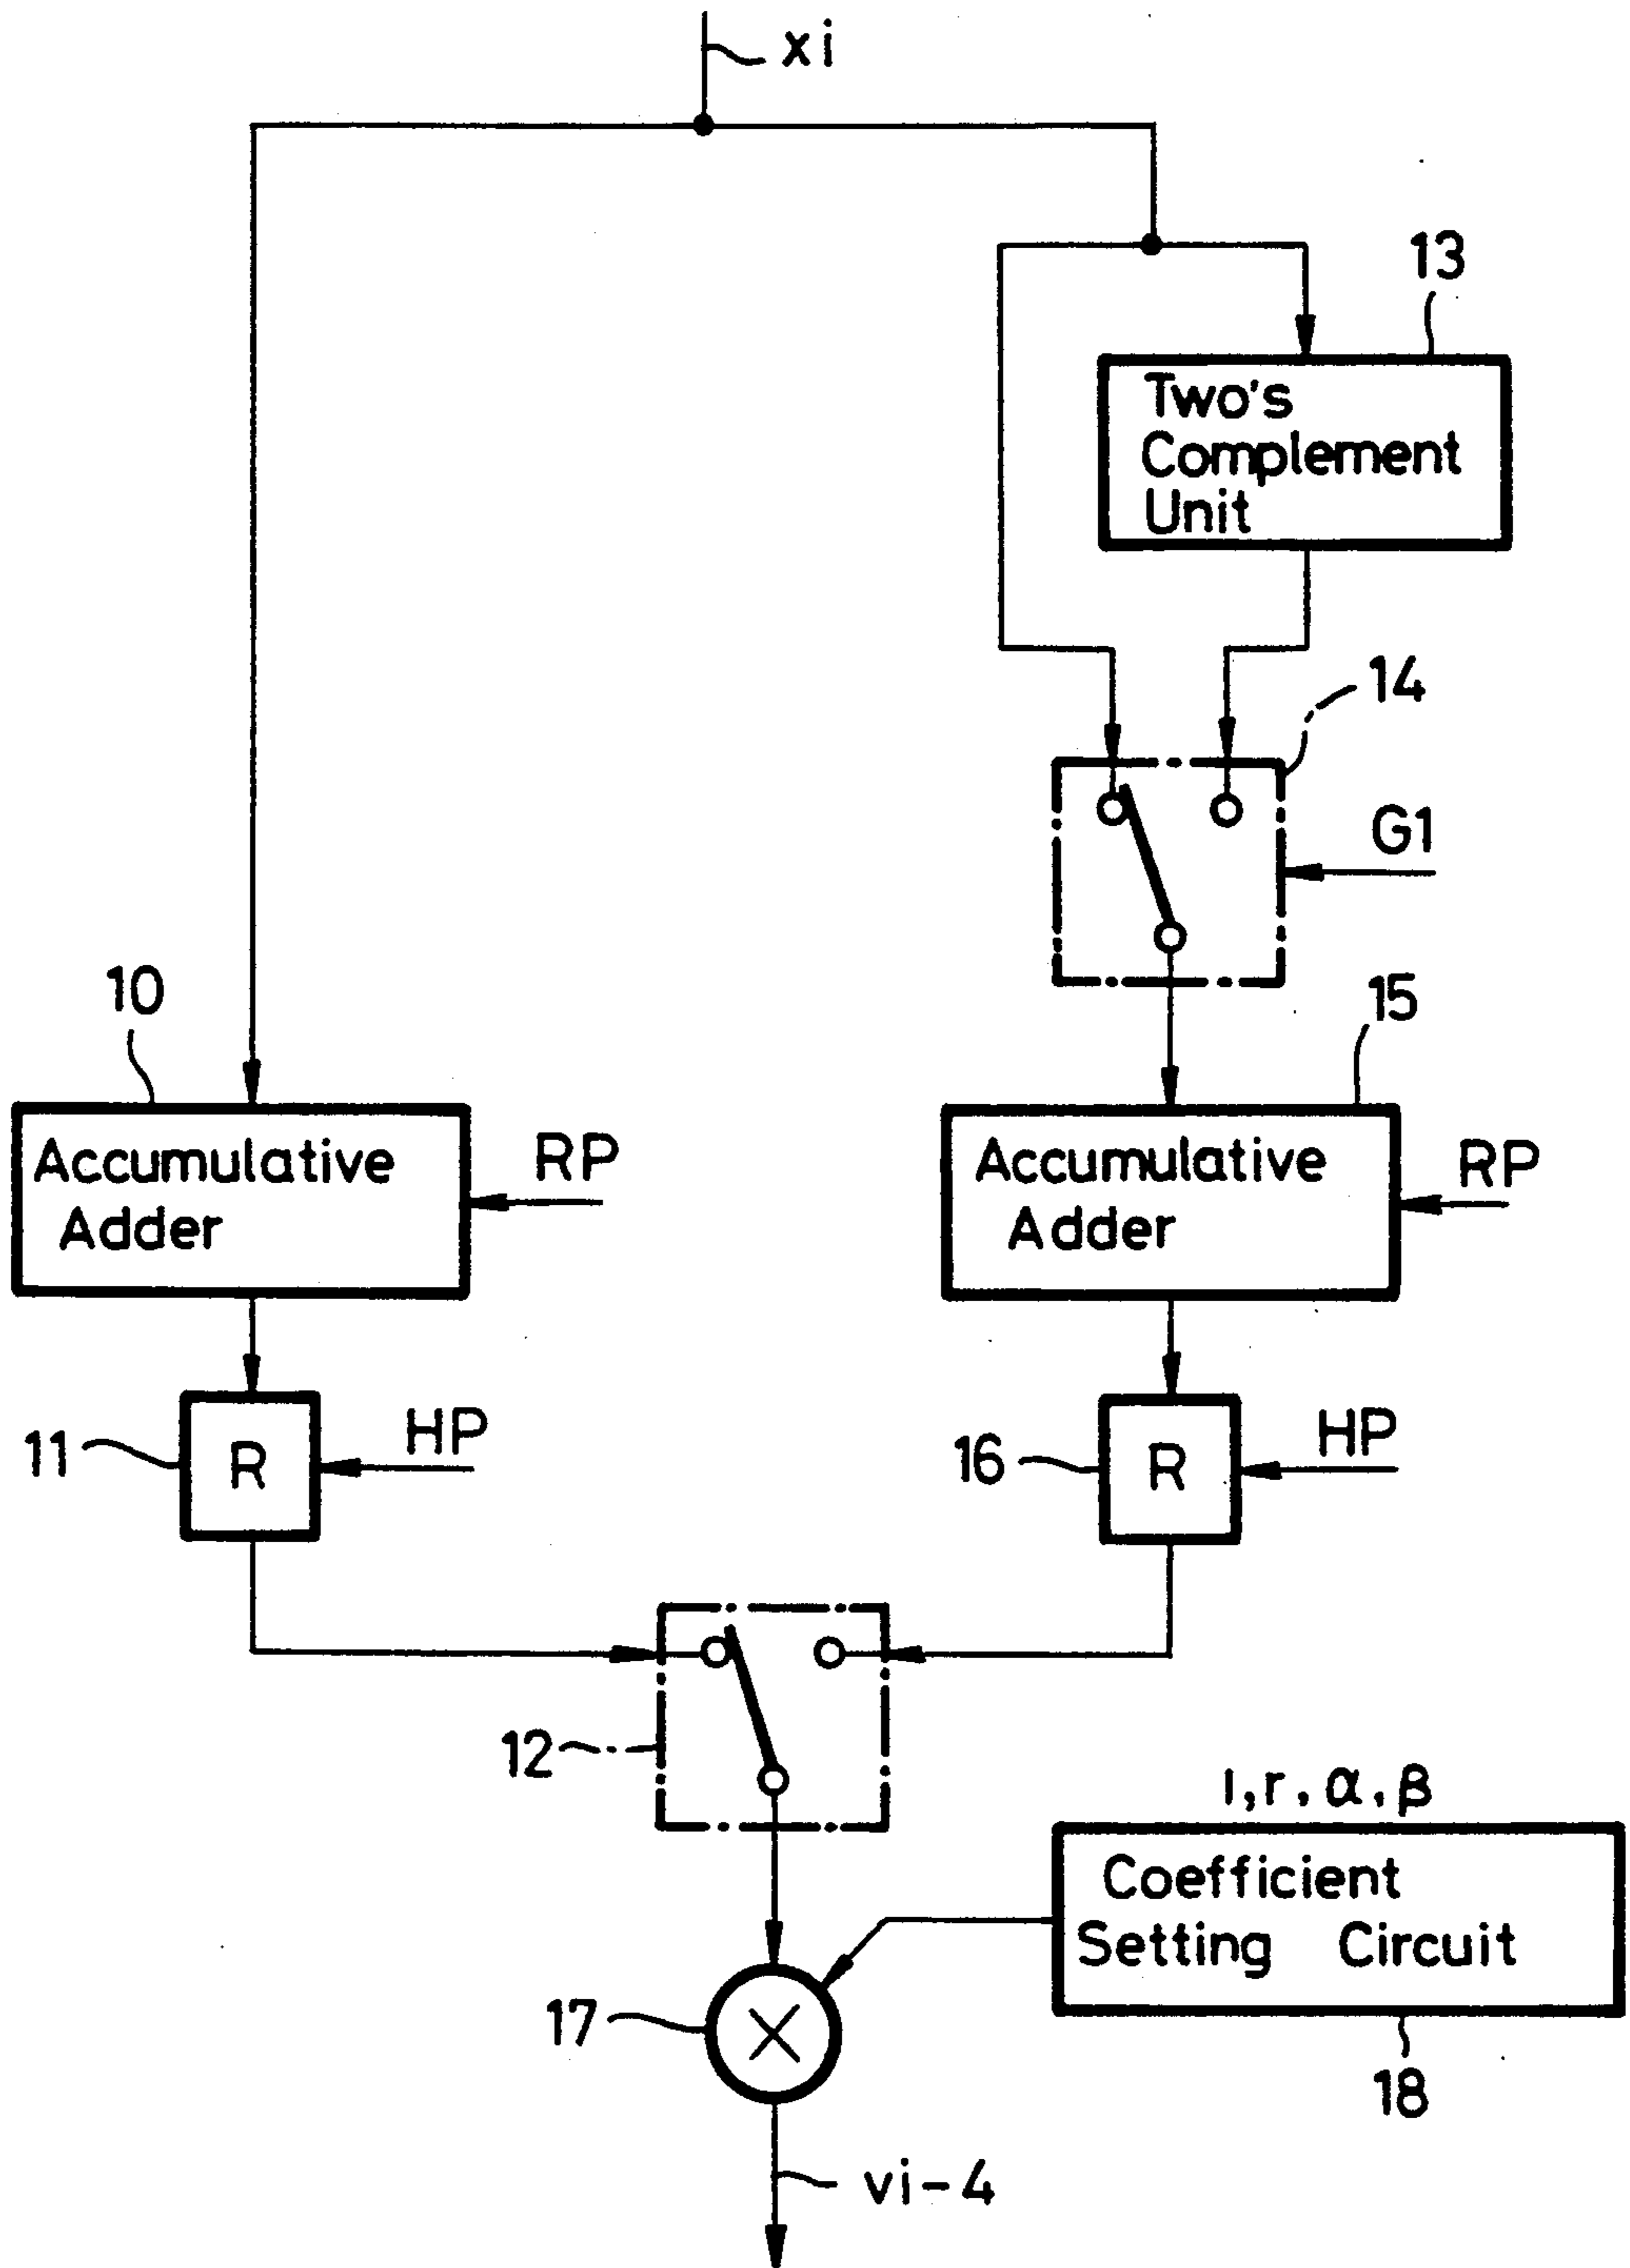 xi
13
Two's
Complement
Unit
14
G1
10
15
Accumulative
Adder
RP
Accumulative
Adder
RP
11
R
HP
16
R
HP
12
1, r, α, β
Coefficient
Setting Circuit
17
18
vi-4